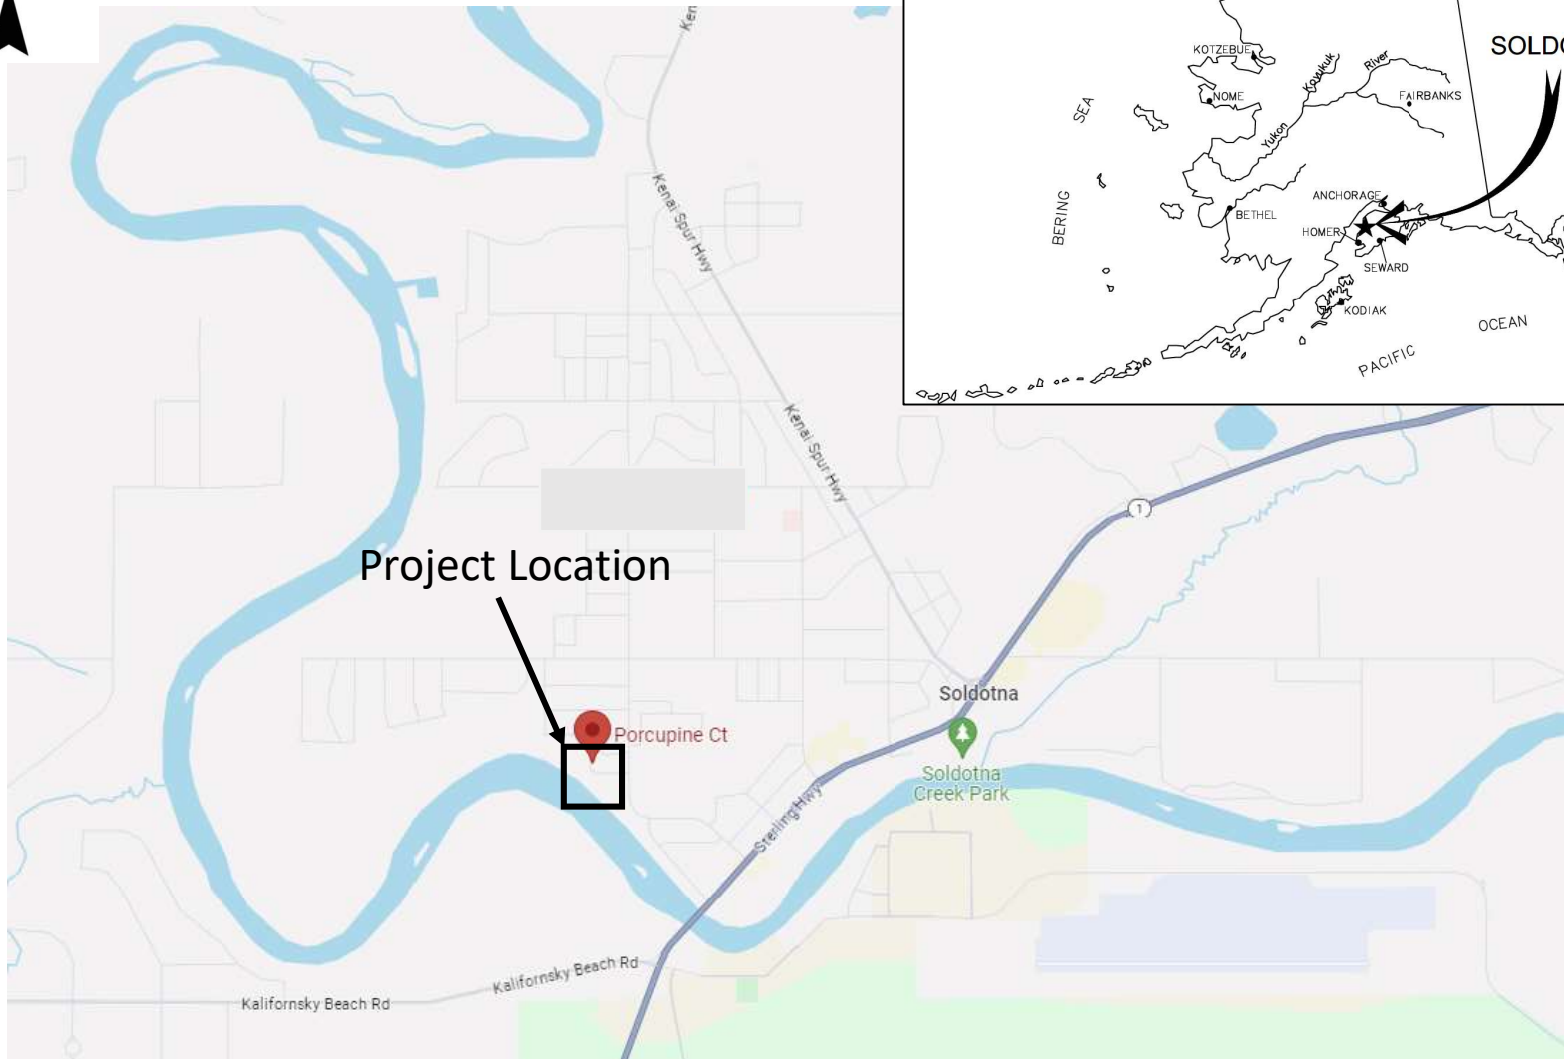 Ken
KOTZEBUE
NOME
Koyukuk
River
FAIRBANKS
Yukon
SEA
BERING
BETHEL
ANCHORAGE
HOMER
SEWARD
KODIAK
PACIFIC
OCEAN
SOLDO
Kenai Spur Hwy
Kenai Spur Hwy
1
Project Location
Porcupine Ct
Soldotna
Soldotna
Creek Park
Sterling Hwy
Kalifornsky Beach Rd
Kalifornsky Beach Rd